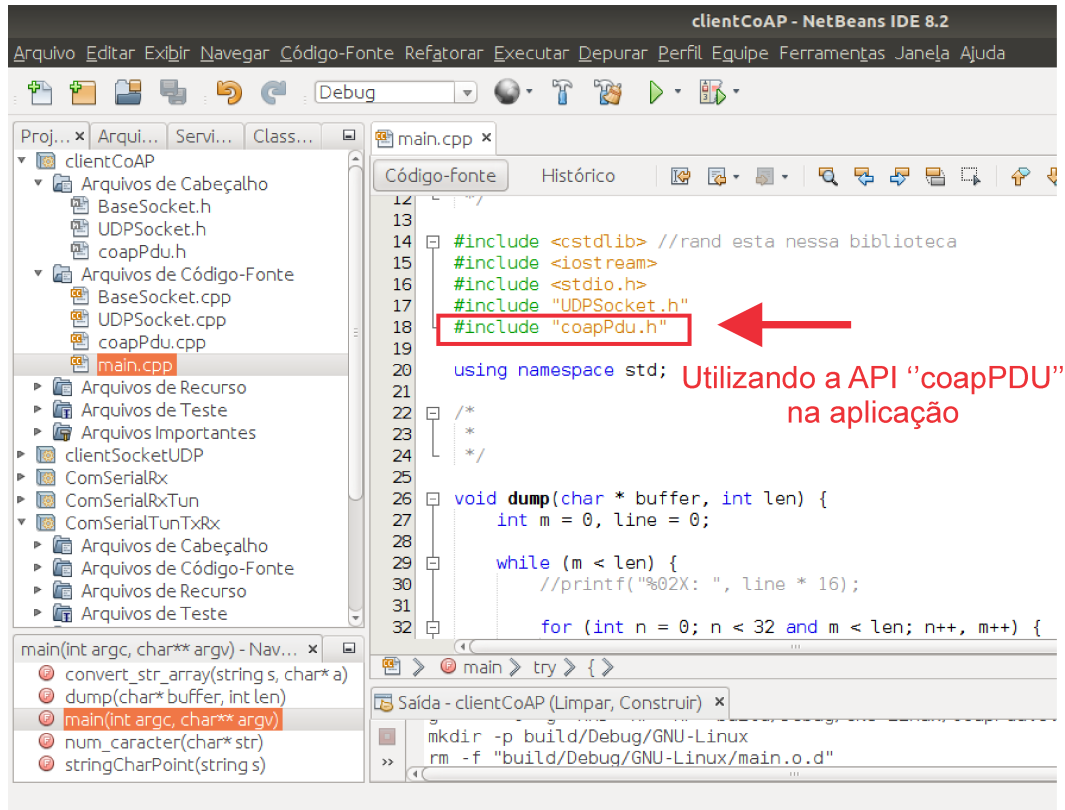 clientCoAP - NetBeans IDE 8.2
Arquivo Editar Exibir Navegar Código-Fonte Refatorar Executar Depurar Perfil Equipe Ferramentas Janela Ajuda
Debug
Proj... × Arqui... Servi... Class...
clientCoAP
Arquivos de Cabeçalho
BaseSocket.h
UDPSocket.h
coapPdu.h
Arquivos de Código-Fonte
BaseSocket.cpp
UDPSocket.cpp
coapPdu.cpp
main.cpp
Arquivos de Recurso
Arquivos de Teste
Arquivos Importantes
clientSocketUDP
ComSerialRx
ComSerialRxTun
ComSerialTunTxRx
Arquivos de Cabeçalho
Arquivos de Código-Fonte
Arquivos de Recurso
Arquivos de Teste
main(int argc, char** argv) - Nav... ×
convert_str_array(string s, char* a)
dump(char* buffer, int len)
main(int argc, char** argv)
num_caracter(char* str)
stringCharPoint(string s)
main.cpp ×
Código-fonte Histórico
12 */
13
14 #include <cstdlib> //rand esta nessa biblioteca
15 #include <iostream>
16 #include <stdio.h>
17 #include "UDPSocket.h"
18 #include "coapPdu.h"
19
20 using namespace std;
21
22 /*
23 *
24 */
25
26 void dump(char * buffer, int len) {
27 int m = 0, line = 0;
28
29 while (m < len) {
30 //printf("%02X: ", line * 16);
31
32 for (int n = 0; n < 32 and m < len; n++, m++) {
Utilizando a API ‘’coapPDU’’
na aplicação
main try {
Saída - clientCoAP (Limpar, Construir) ×
mkdir -p build/Debug/GNU-Linux
rm -f "build/Debug/GNU-Linux/main.o.d"